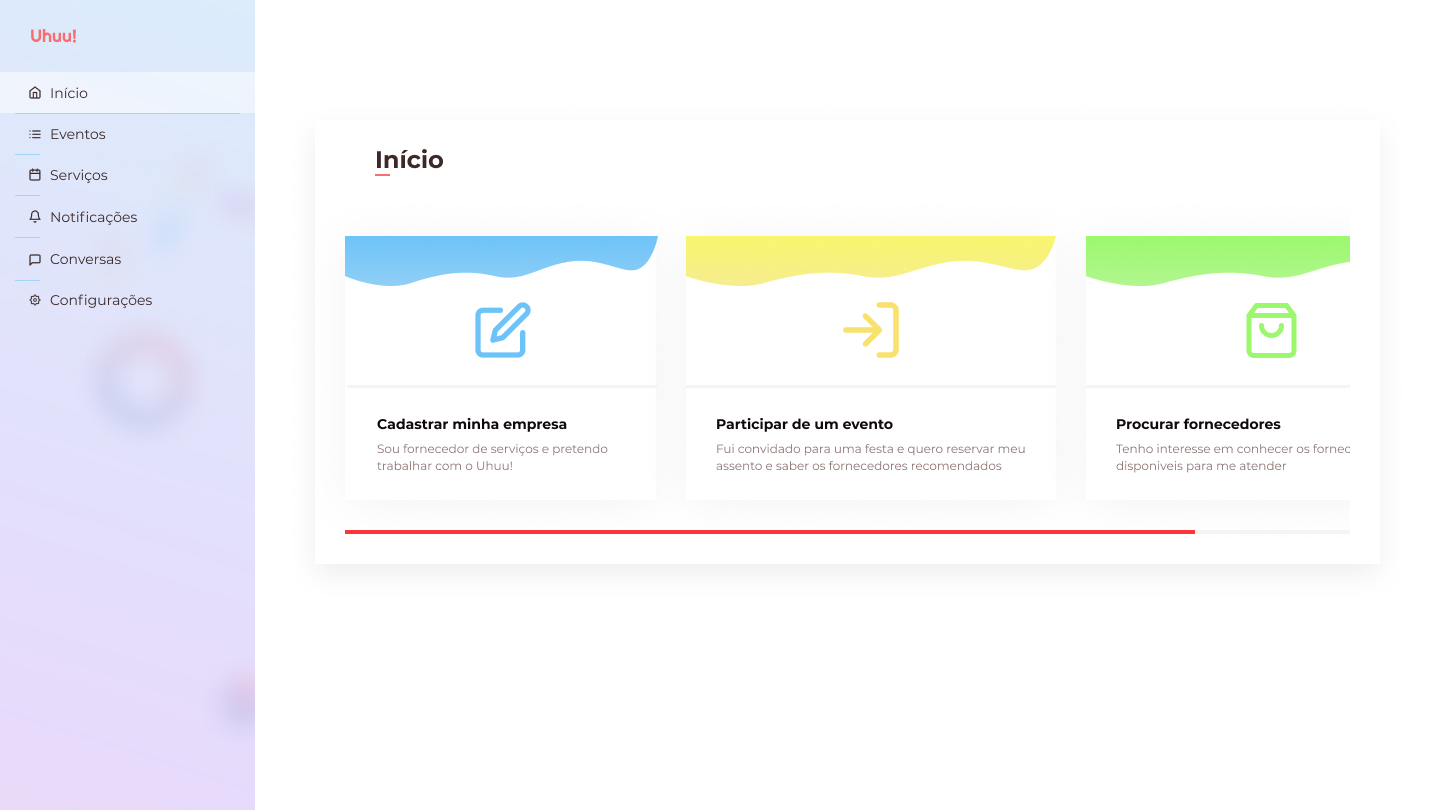 Uhuu!
Início
Eventos
Serviços
Notificações
Conversas
Configurações
Início
Cadastrar minha empresa
Sou fornecedor de serviços e pretendo
trabalhar com o Uhuu!
Participar de um evento
Fui convidado para uma festa e quero reservar meu
assento e saber os fornecedores recomendados
Procurar fornecedores
Tenho interesse em conhecer os fornec
disponiveis para me atender